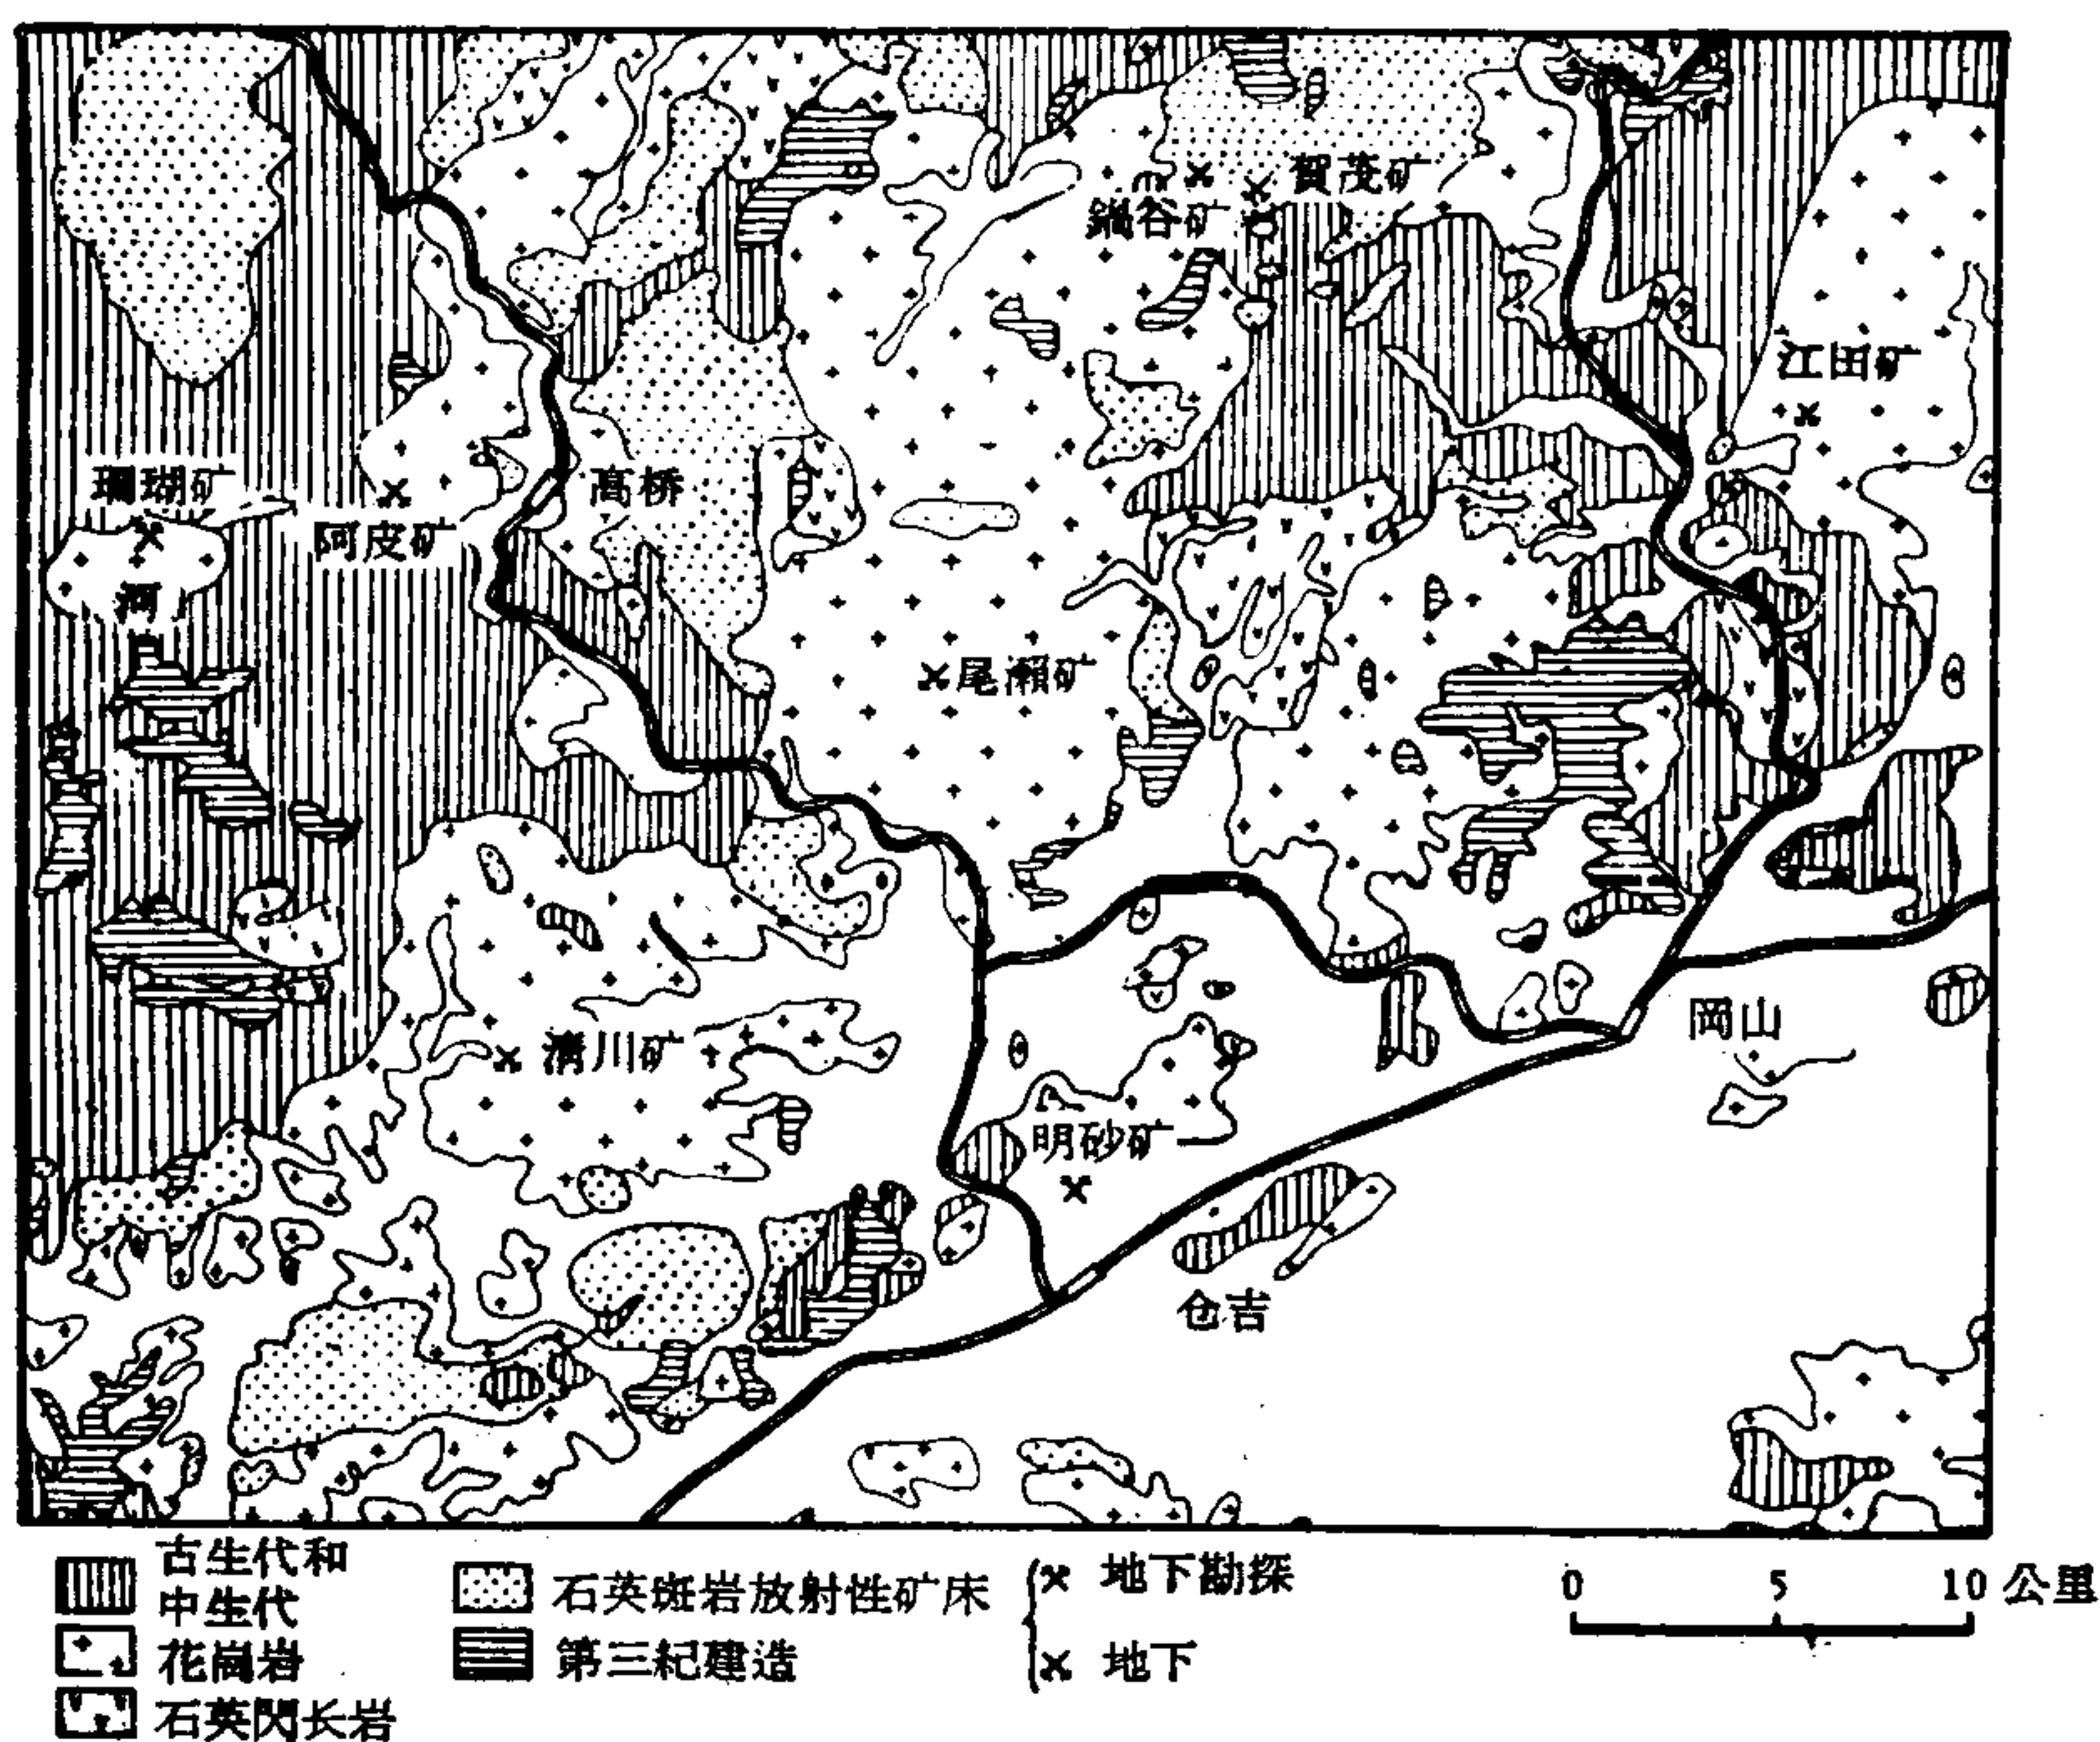 賀茂矿
鍋谷矿
江田矿
珊瑚矿
高桥
阿皮矿
河
尾瀬矿
岡山
清川矿
明砂矿
仓吉
古生代和
中生代
花崗岩
石英閃长岩
石英斑岩放射性矿床
第三紀建造
地下勘探
地下
0 5 10 公里